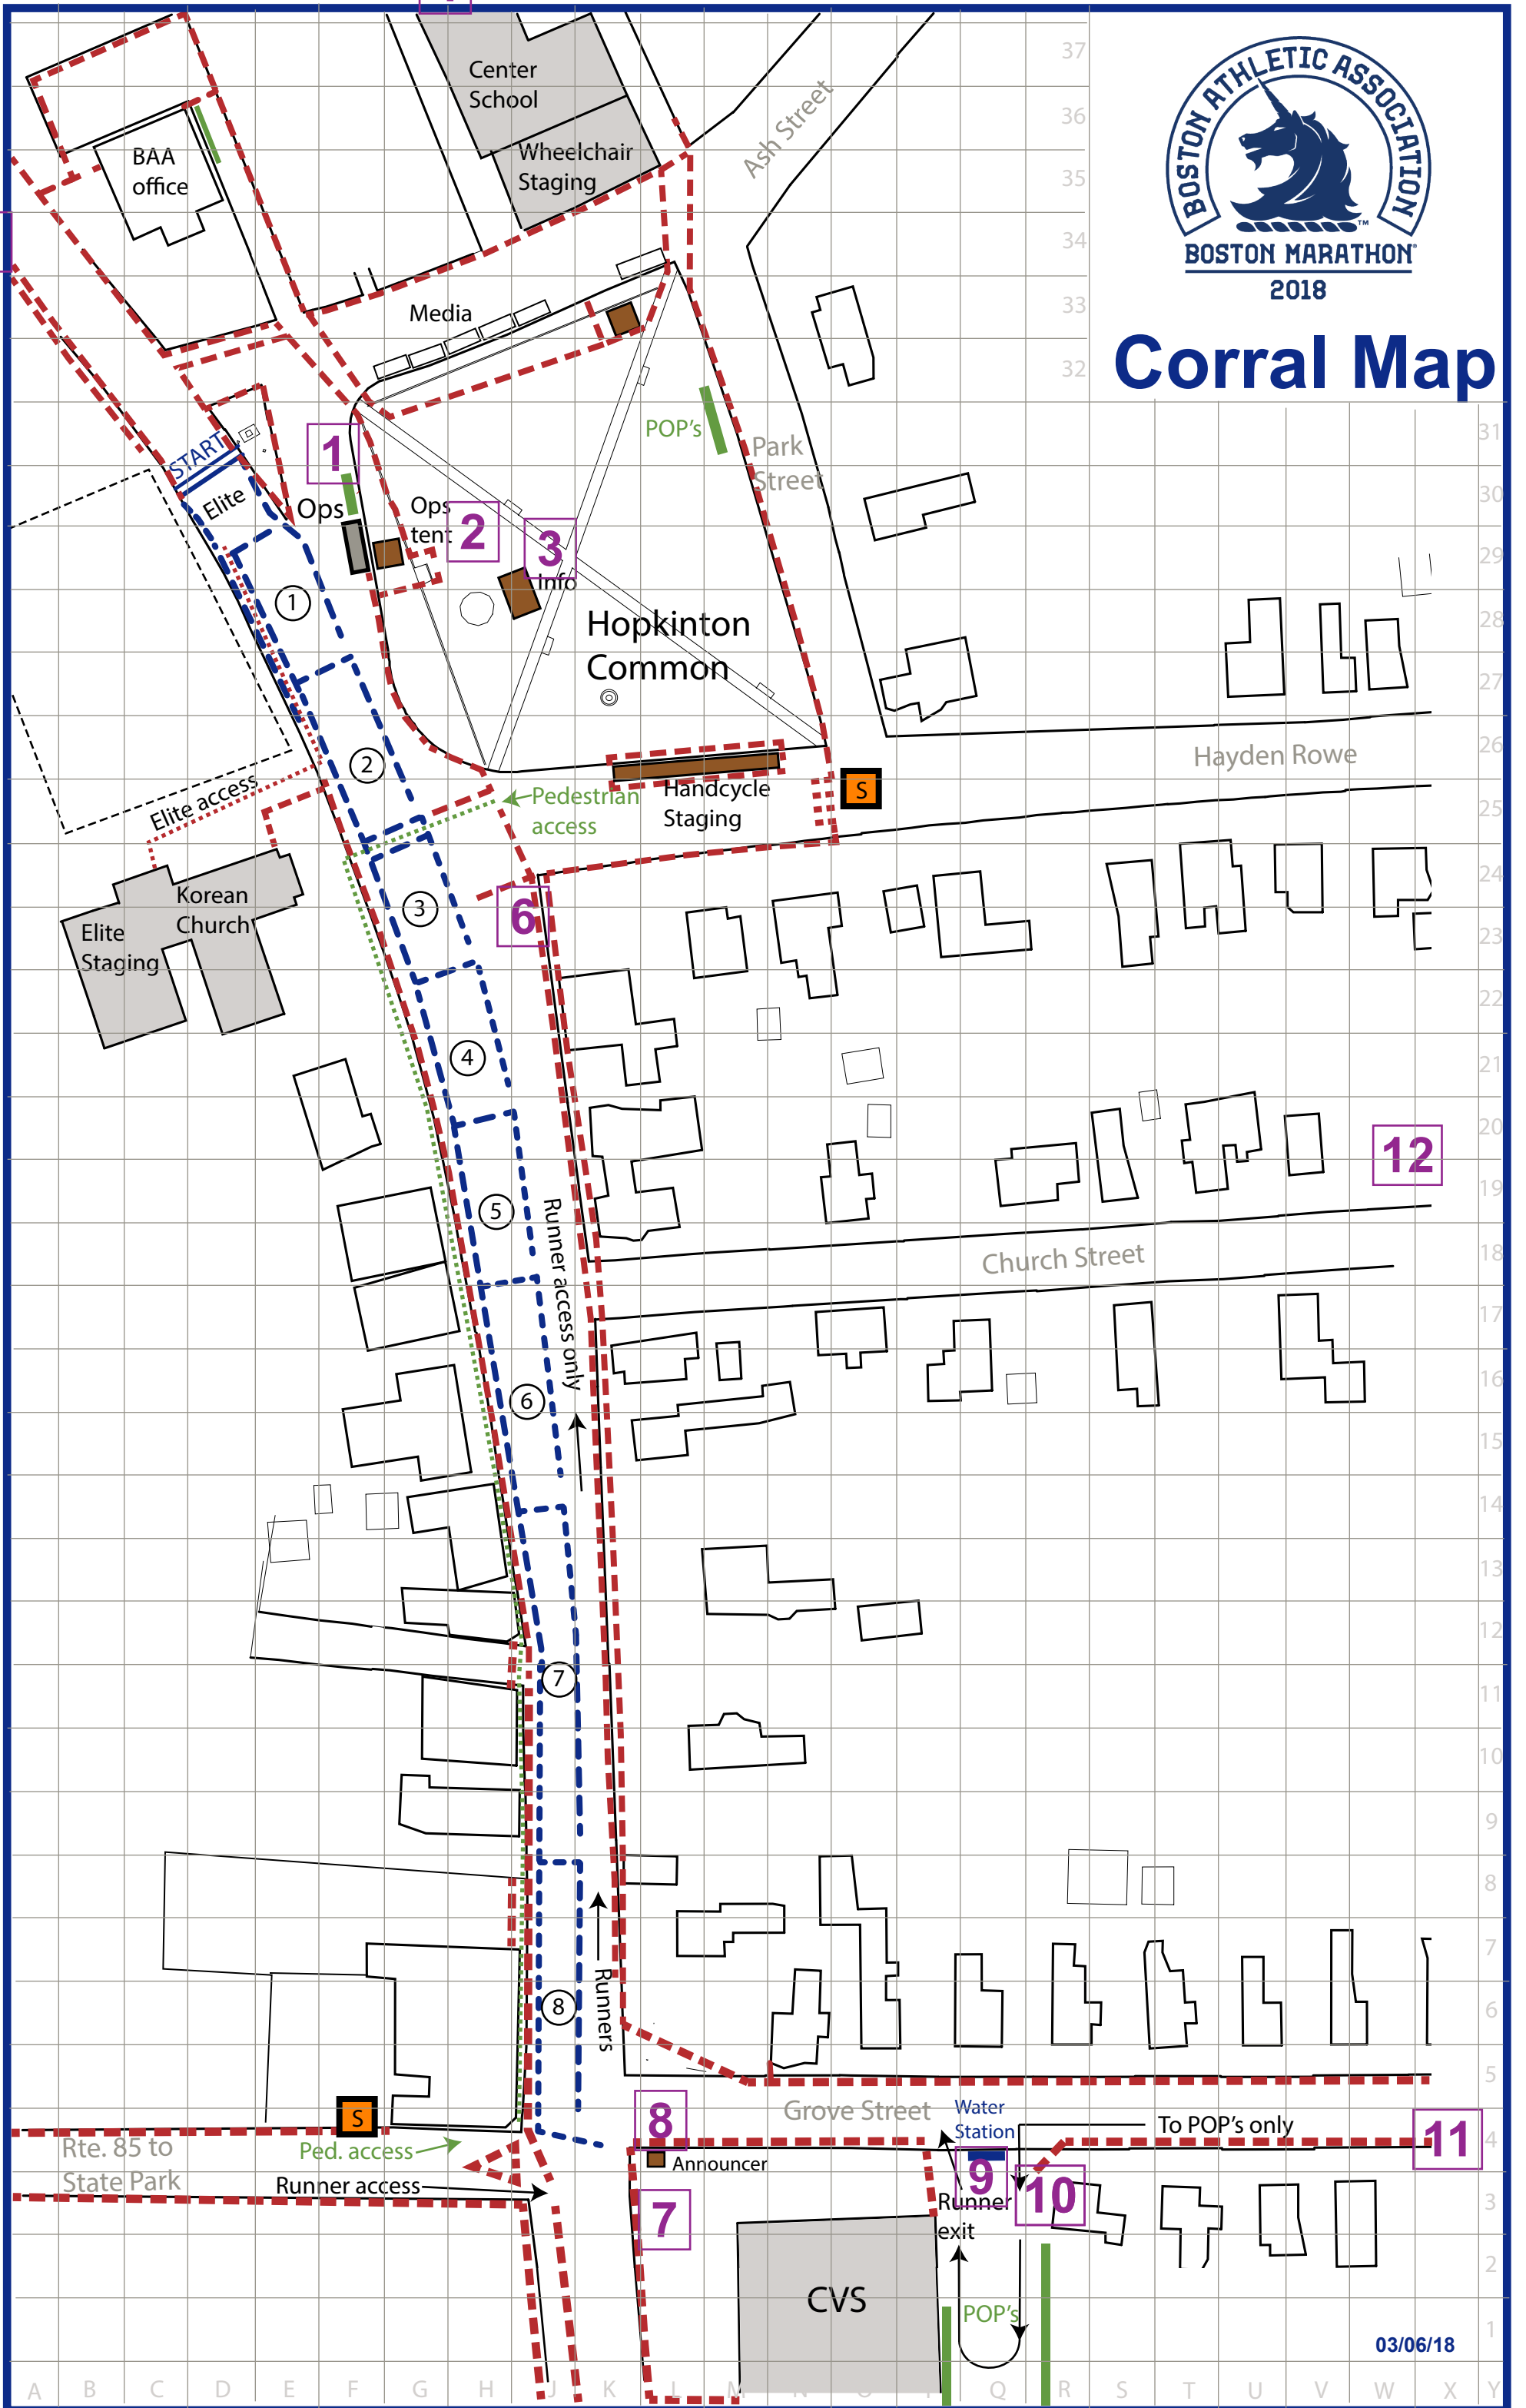 BOSTON ATHLETIC ASSOCIATION
™
BOSTON MARATHON®
2018
Corral Map
37
36
35
34
33
32
31
30
29
28
27
26
25
24
23
22
21
20
19
18
17
16
15
14
13
12
11
10
9
8
7
6
5
4
3
2
1
Center
School
Wheelchair
Staging
Ash Street
BAA
office
Media
POP's
Park
Street
START
Elite
1
Ops
Ops
tent
2
3
Info
Hopkinton
Common
1
2
Hayden Rowe
S
Pedestrian
access
Handcycle
Staging
Elite access
Korean
Church
Elite
Staging
3
6
4
12
5
Runner access only
Church Street
6
7
8
Runners
S
Ped. access
Rte. 85 to
State Park
Runner access
8
Announcer
7
Grove Street
Water
Station
To POP's only
11
9
10
Runner
exit
CVS
POP's
03/06/18
A B C D E F G H J K L M N O P Q R S T U V W X Y